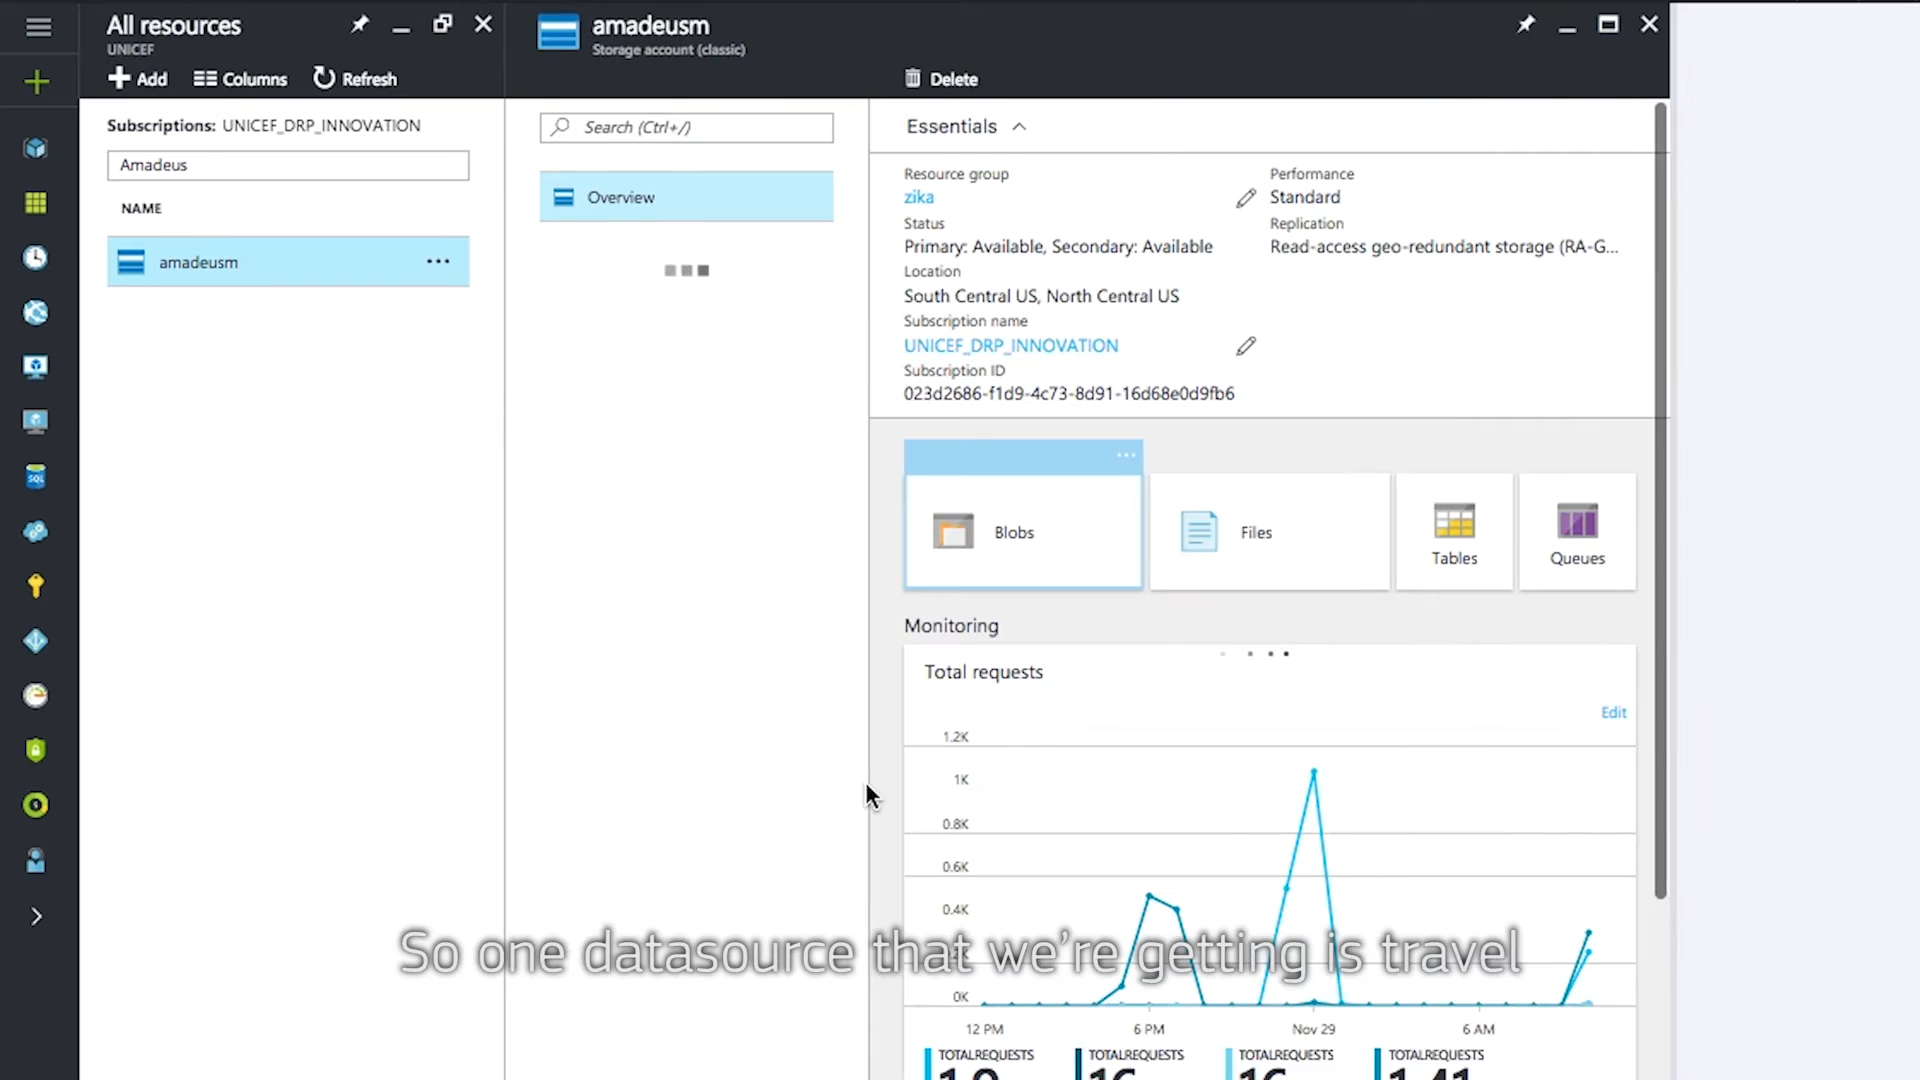 All resources
UNICEF
Add
Columns
Refresh
Subscriptions: UNICEF_DRP_INNOVATION
Amadeus
NAME
amadeusm
amadeusm
Storage account (classic)
Delete
Search (Ctrl+/)
Overview
Essentials
Resource group
zika
Status
Primary: Available, Secondary: Available
Location
South Central US, North Central US
Subscription name
UNICEF_DRP_INNOVATION
Subscription ID
023d2686-f1d9-4c73-8d91-16d68e0d9fb6
Performance
Standard
Replication
Read-access geo-redundant storage (RA-G...
Blobs
Files
Tables
Queues
SQL
Monitoring
Total requests
Edit
1.2K
1K
0.8K
0.6K
0.4K
0K
12 PM
6 PM
Nov 29
6 AM
TOTALREQUESTS
TOTALREQUESTS
TOTALREQUESTS
TOTALREQUESTS
So one datasource that we're getting is travel